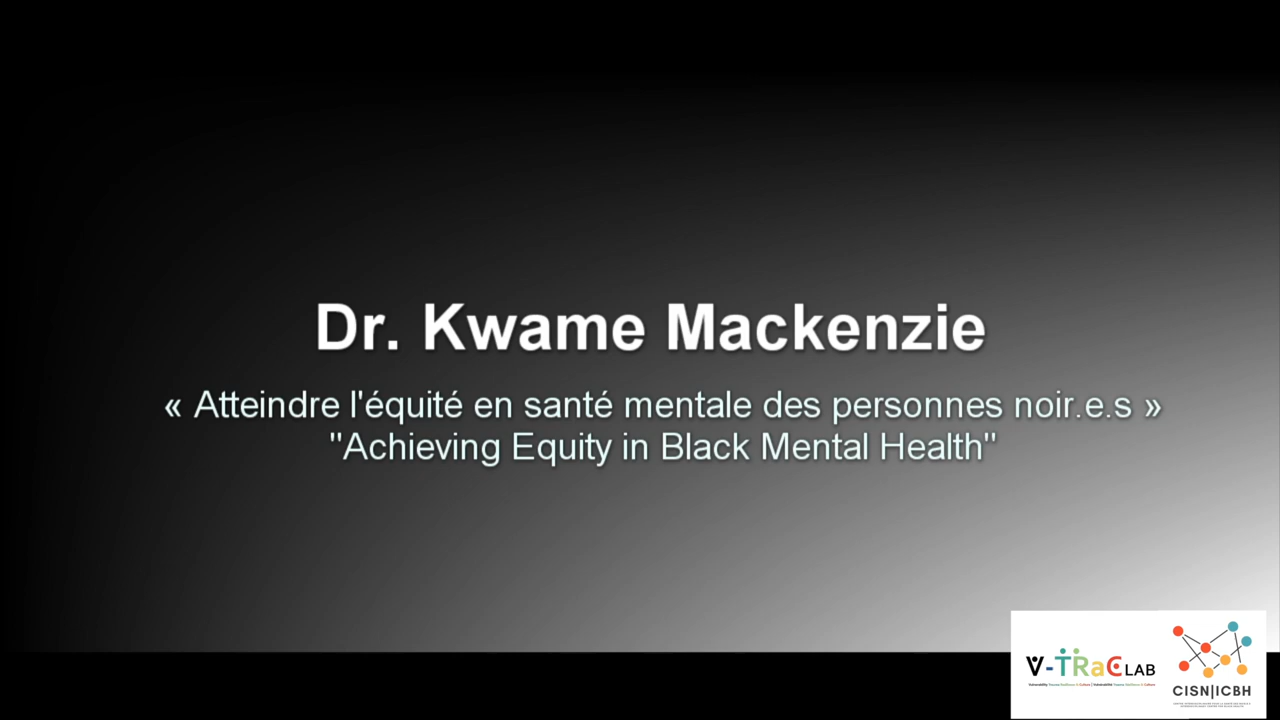 Dr. Kwame Mackenzie
« Atteindre l'équité en santé mentale des personnes noir.e.s »
"Achieving Equity in Black Mental Health"
V-TRaC LAB
CISN|ICBH